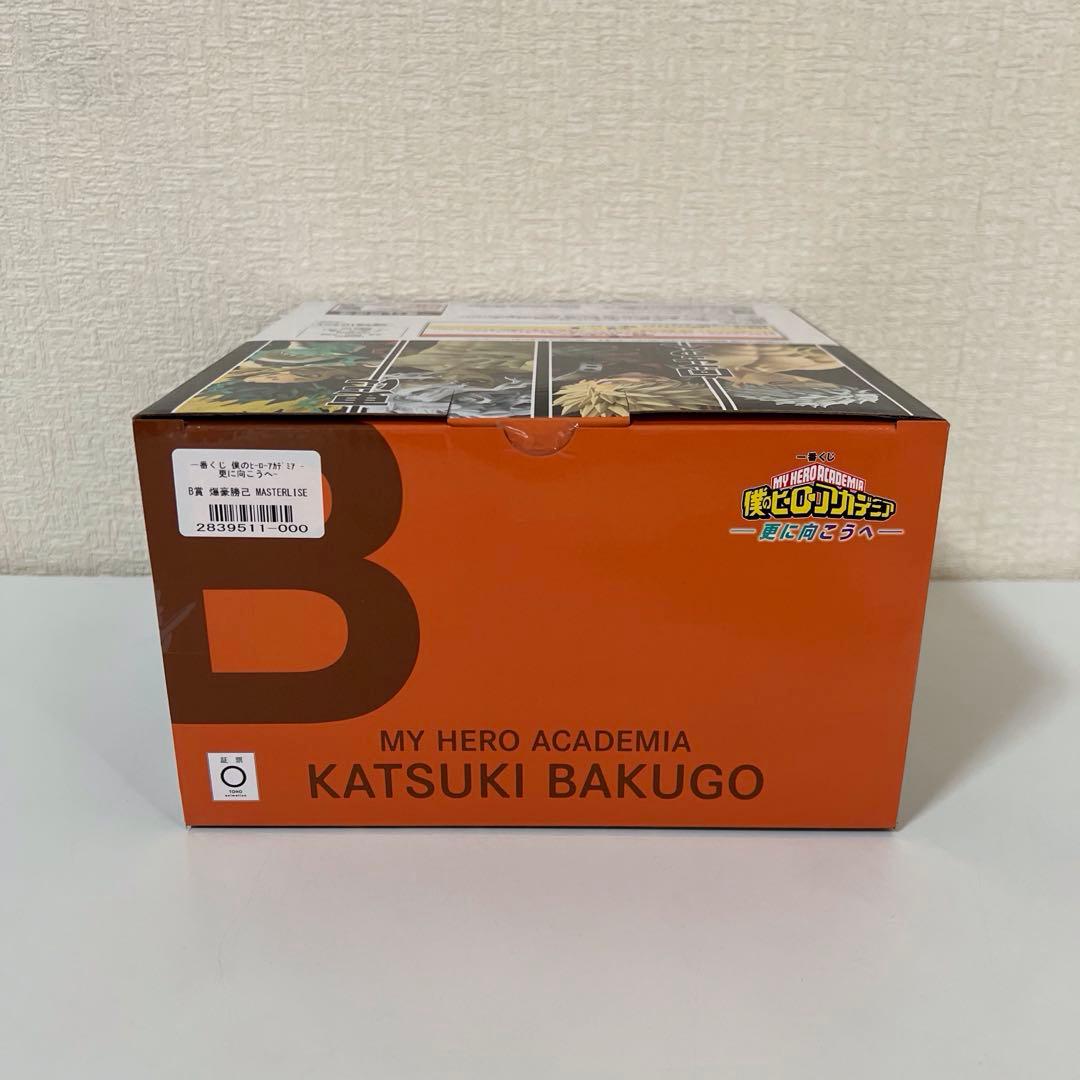 一番くじ 僕のﾋｰﾛｰｱｶﾃﾞﾐｱ -
更に向こうへ-
B賞 爆豪勝己 MASTERLISE
2839511-000
B
一番くじ
MY HERO ACADEMIA
僕のヒーローアカデミア
更に向こうへ
MY HERO ACADEMIA
KATSUKI BAKUGO
証票
TOHO
animation